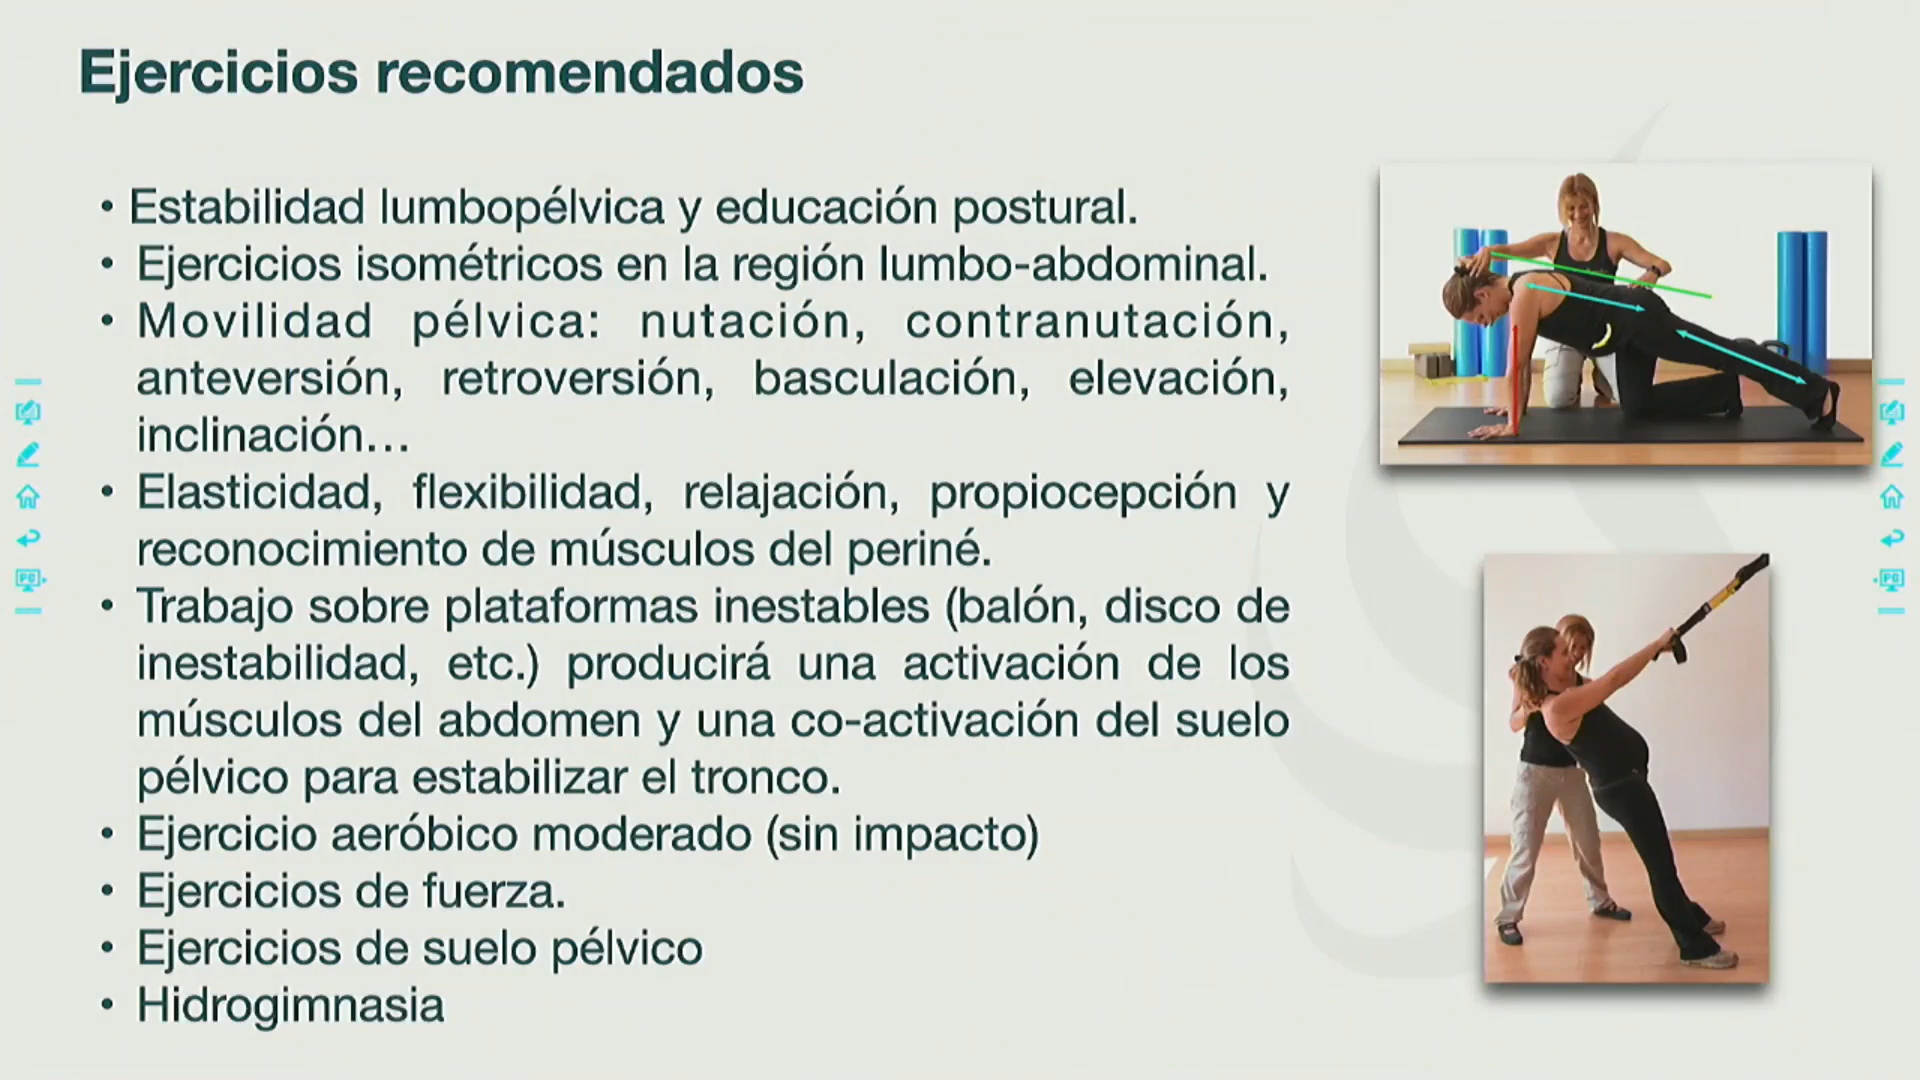 Ejercicios recomendados
• Estabilidad lumbopélvica y educación postural.
• Ejercicios isométricos en la región lumbo-abdominal.
• Movilidad pélvica: nutación, contranutación,
anteversión, retroversión, basculación, elevación,
inclinación…
• Elasticidad, flexibilidad, relajación, propiocepción y
reconocimiento de músculos del periné.
• Trabajo sobre plataformas inestables (balón, disco de
inestabilidad, etc.) producirá una activación de los
músculos del abdomen y una co-activación del suelo
pélvico para estabilizar el tronco.
• Ejercicio aeróbico moderado (sin impacto)
• Ejercicios de fuerza.
• Ejercicios de suelo pélvico
• Hidrogimnasia
PC
PC